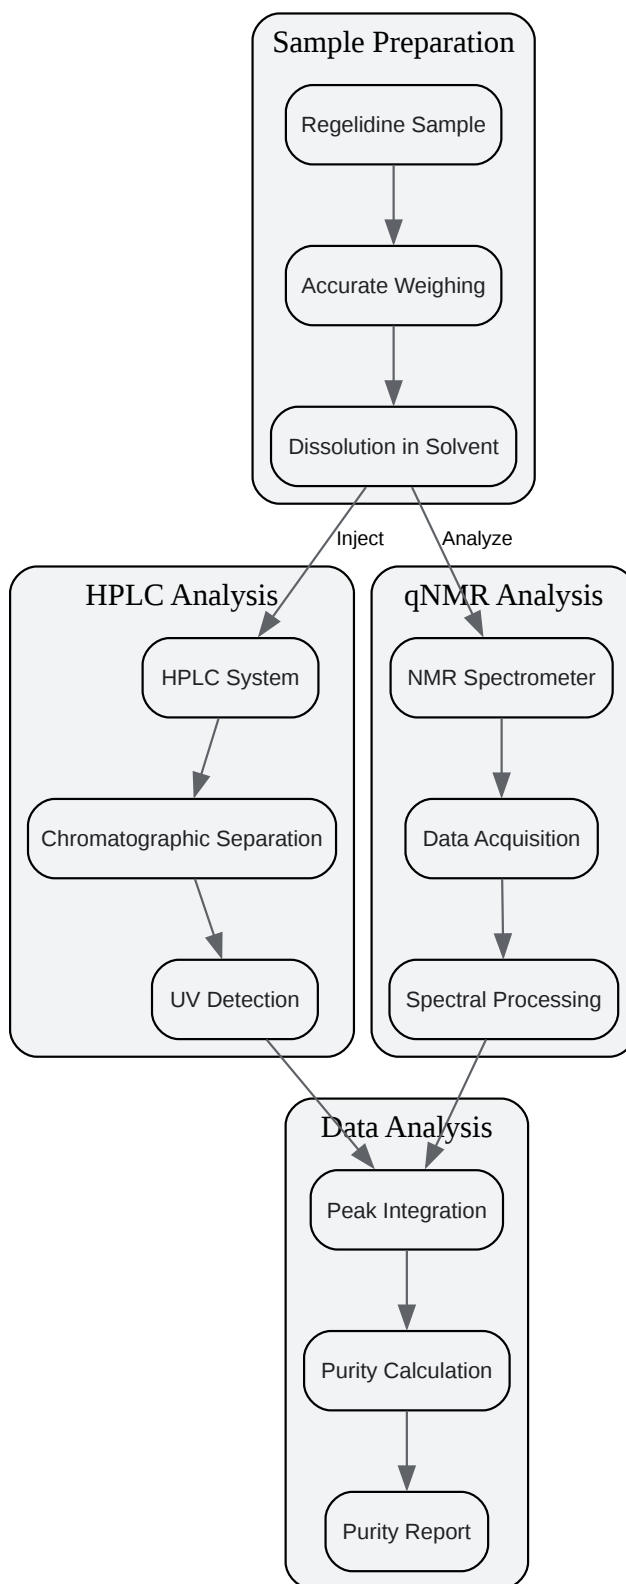 Sample Preparation
Regelidine Sample
Accurate Weighing
Dissolution in Solvent
Inject
Analyze
HPLC Analysis
HPLC System
Chromatographic Separation
UV Detection
qNMR Analysis
NMR Spectrometer
Data Acquisition
Spectral Processing
Data Analysis
Peak Integration
Purity Calculation
Purity Report